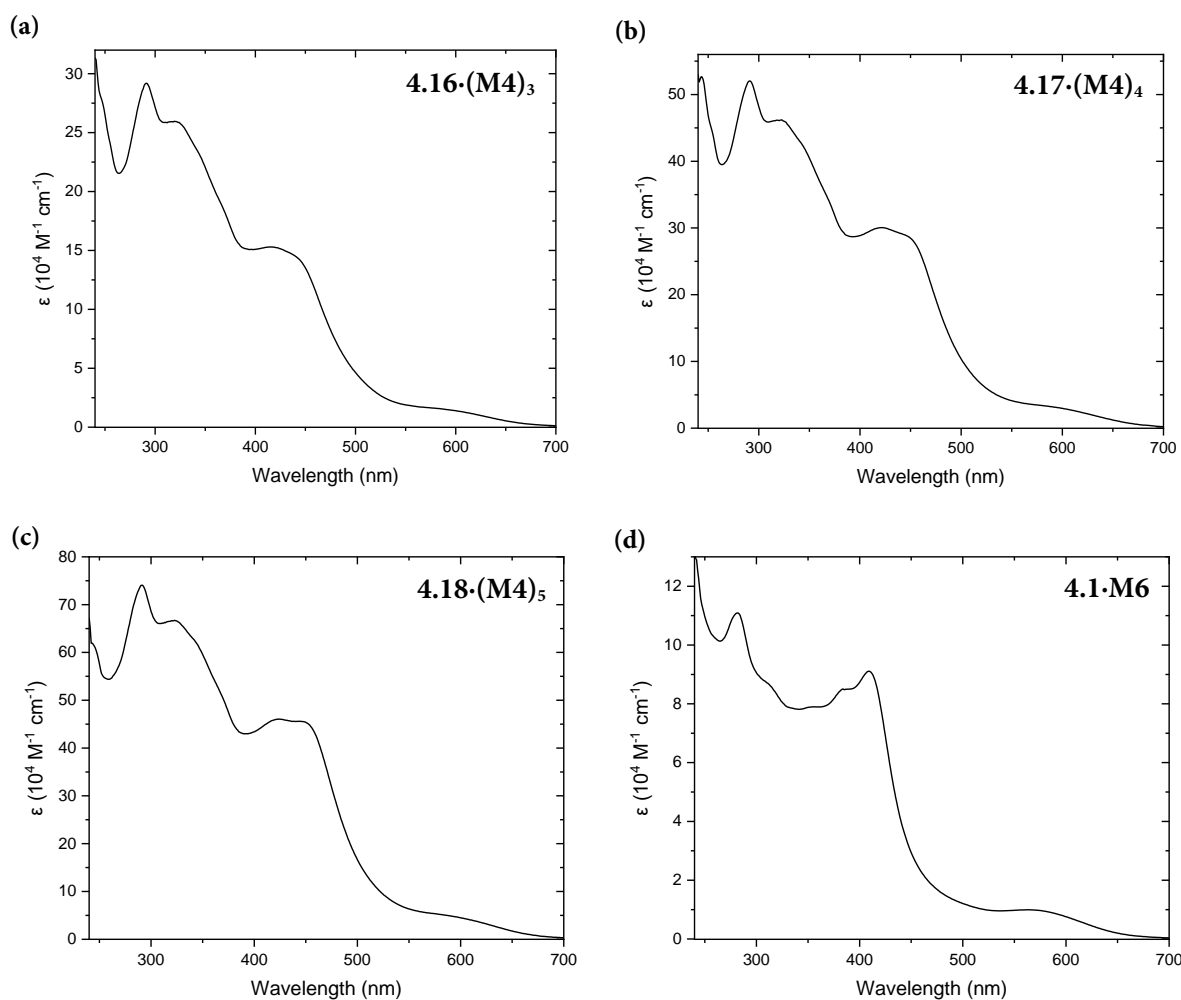 (a)
4.16·(M4)₃
ε (10⁴ M⁻¹ cm⁻¹)
30
25
20
15
10
5
0
300 400 500 600 700
Wavelength (nm)
(b)
4.17·(M4)₄
ε (10⁴ M⁻¹ cm⁻¹)
50
40
30
20
10
0
300 400 500 600 700
Wavelength (nm)
(c)
4.18·(M4)₅
ε (10⁴ M⁻¹ cm⁻¹)
80
70
60
50
40
30
20
10
0
300 400 500 600 700
Wavelength (nm)
(d)
4.1·M6
ε (10⁴ M⁻¹ cm⁻¹)
12
10
8
6
4
2
0
300 400 500 600 700
Wavelength (nm)